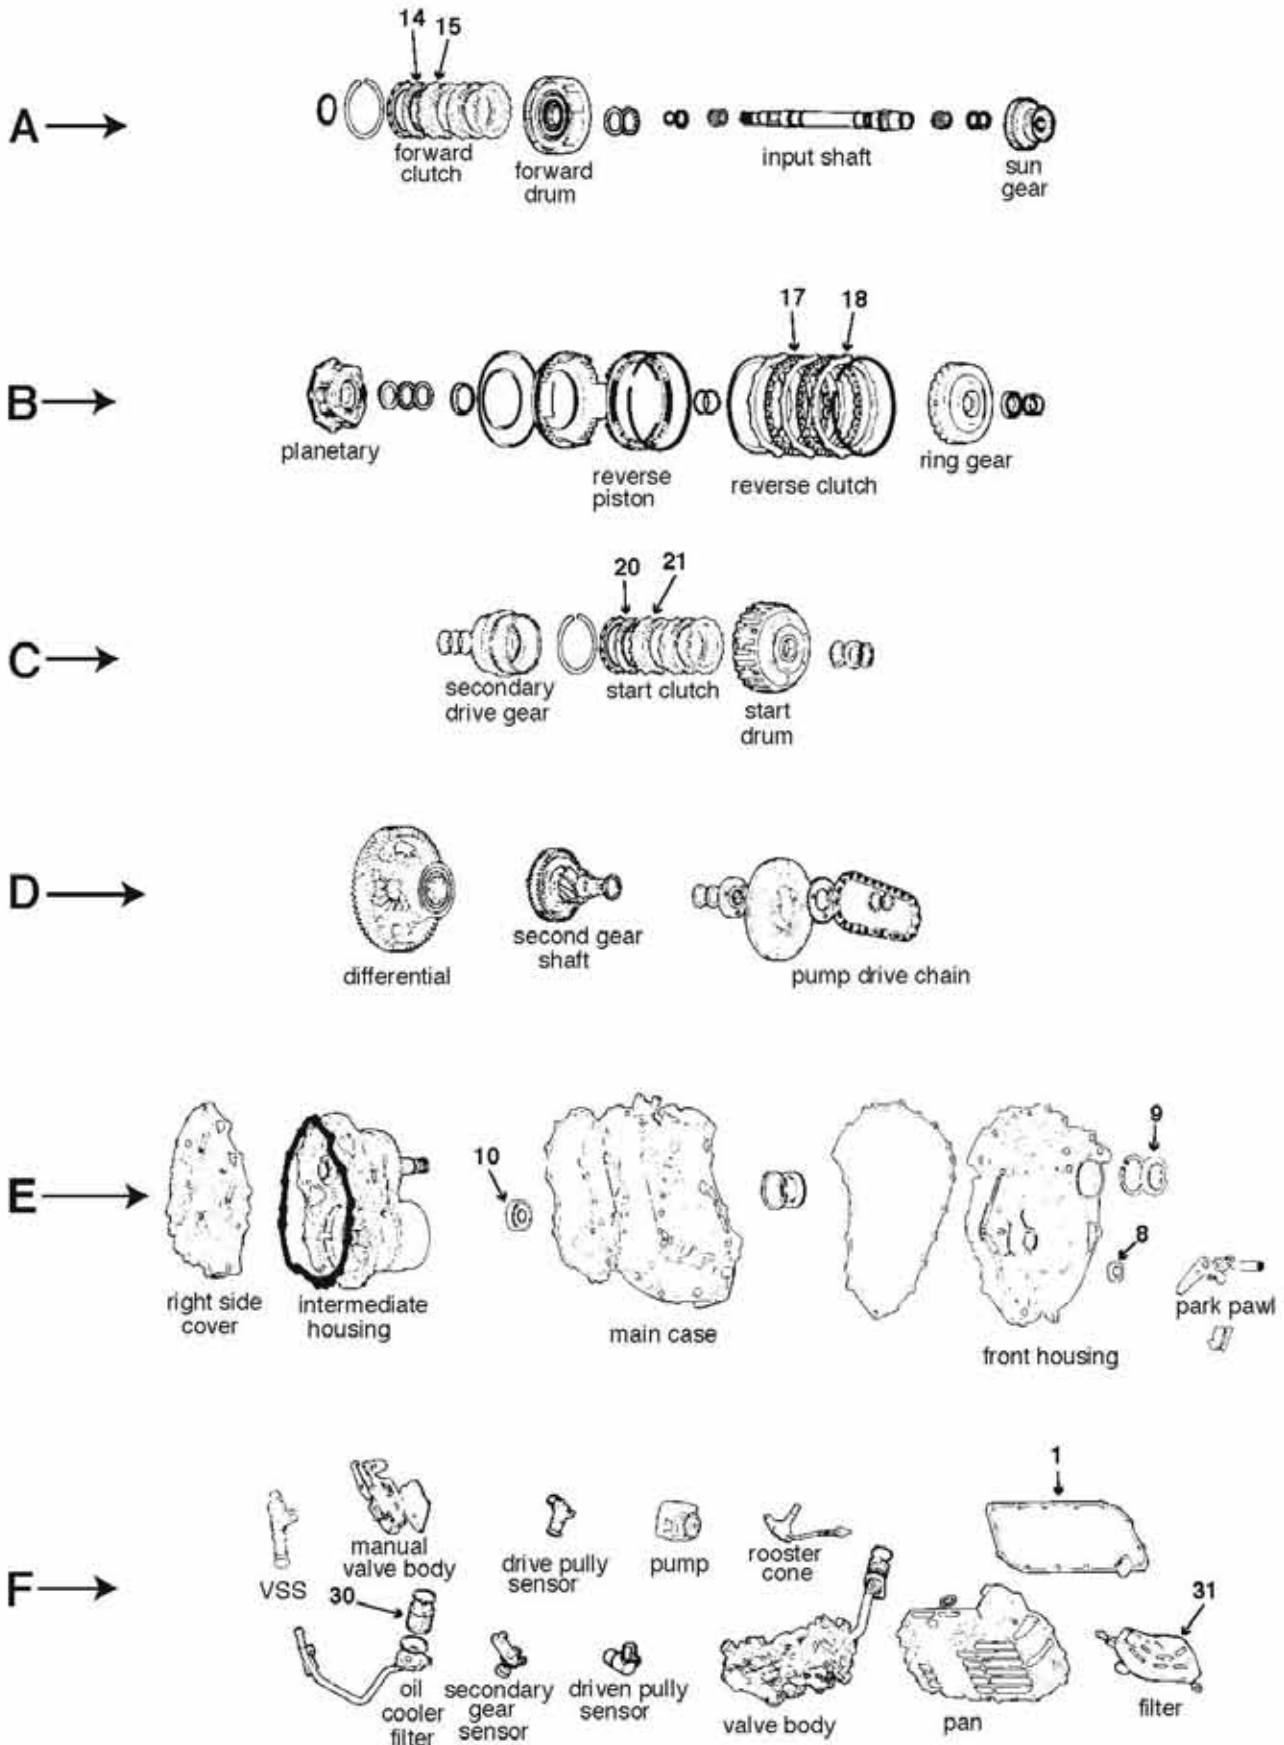 14 15
A
forward
clutch
forward
drum
input shaft
sun
gear
17 18
B
planetary
reverse
piston
reverse clutch
ring gear
20 21
C
secondary
drive gear
start clutch
start
drum
D
differential
second gear
shaft
pump drive chain
9
10
E
8
right side
cover
intermediate
housing
main case
front housing
park pawl
1
F
VSS
manual
valve body
drive pully
sensor
pump
rooster
cone
30
31
oil
cooler
filter
secondary
gear
sensor
driven pully
sensor
valve body
pan
filter